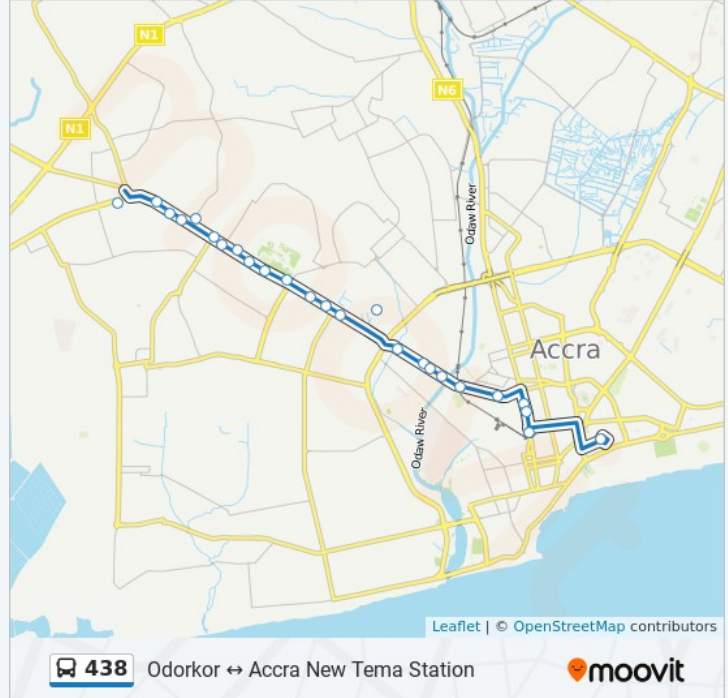 N1
N6
N1
Odaw River
Accra
Odaw River
Leaflet | © OpenStreetMap contributors
438 Odorkor ↔ Accra New Tema Station
moovit